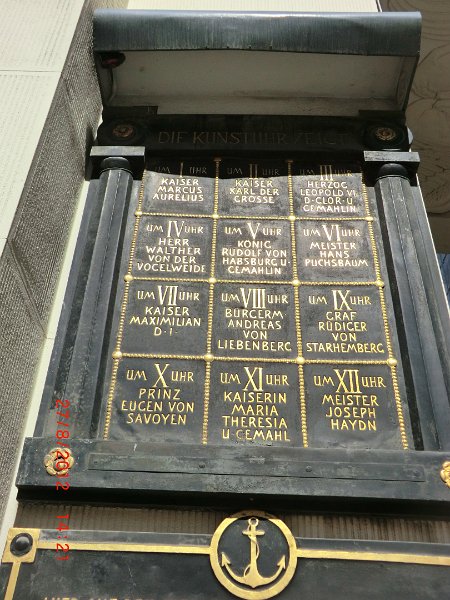 DIE KUNSTUHR ZEIGT
UM I UHR
KAISER
MARCUS
AURELIUS
UM II UHR
KAISER
KARL DER
GROSSE
UM III UHR
HERZOG
LEOPOLD VI.
D·GLOR·U·
GEMAHLIN
UM IV UHR
HERR
WALTHER
VON DER
VOGELWEIDE
UM V UHR
KÖNIG
RUDOLF VON
HABSBURG U·
GEMAHLIN
UM VI UHR
MEISTER
HANS
PUCHSBAUM
UM VII UHR
KAISER
MAXIMILIAN
D·I·
UM VIII UHR
BÜRGERM·
ANDREAS
VON
LIEBENBERG
UM IX UHR
GRAF
RÜDIGER
VON
STARHEMBERG
UM X UHR
PRINZ
EUGEN VON
SAVOYEN
UM XI UHR
KAISERIN
MARIA
THERESIA
U·GEMAHL
UM XII UHR
MEISTER
JOSEPH
HAYDN
27/8/2012 14:21